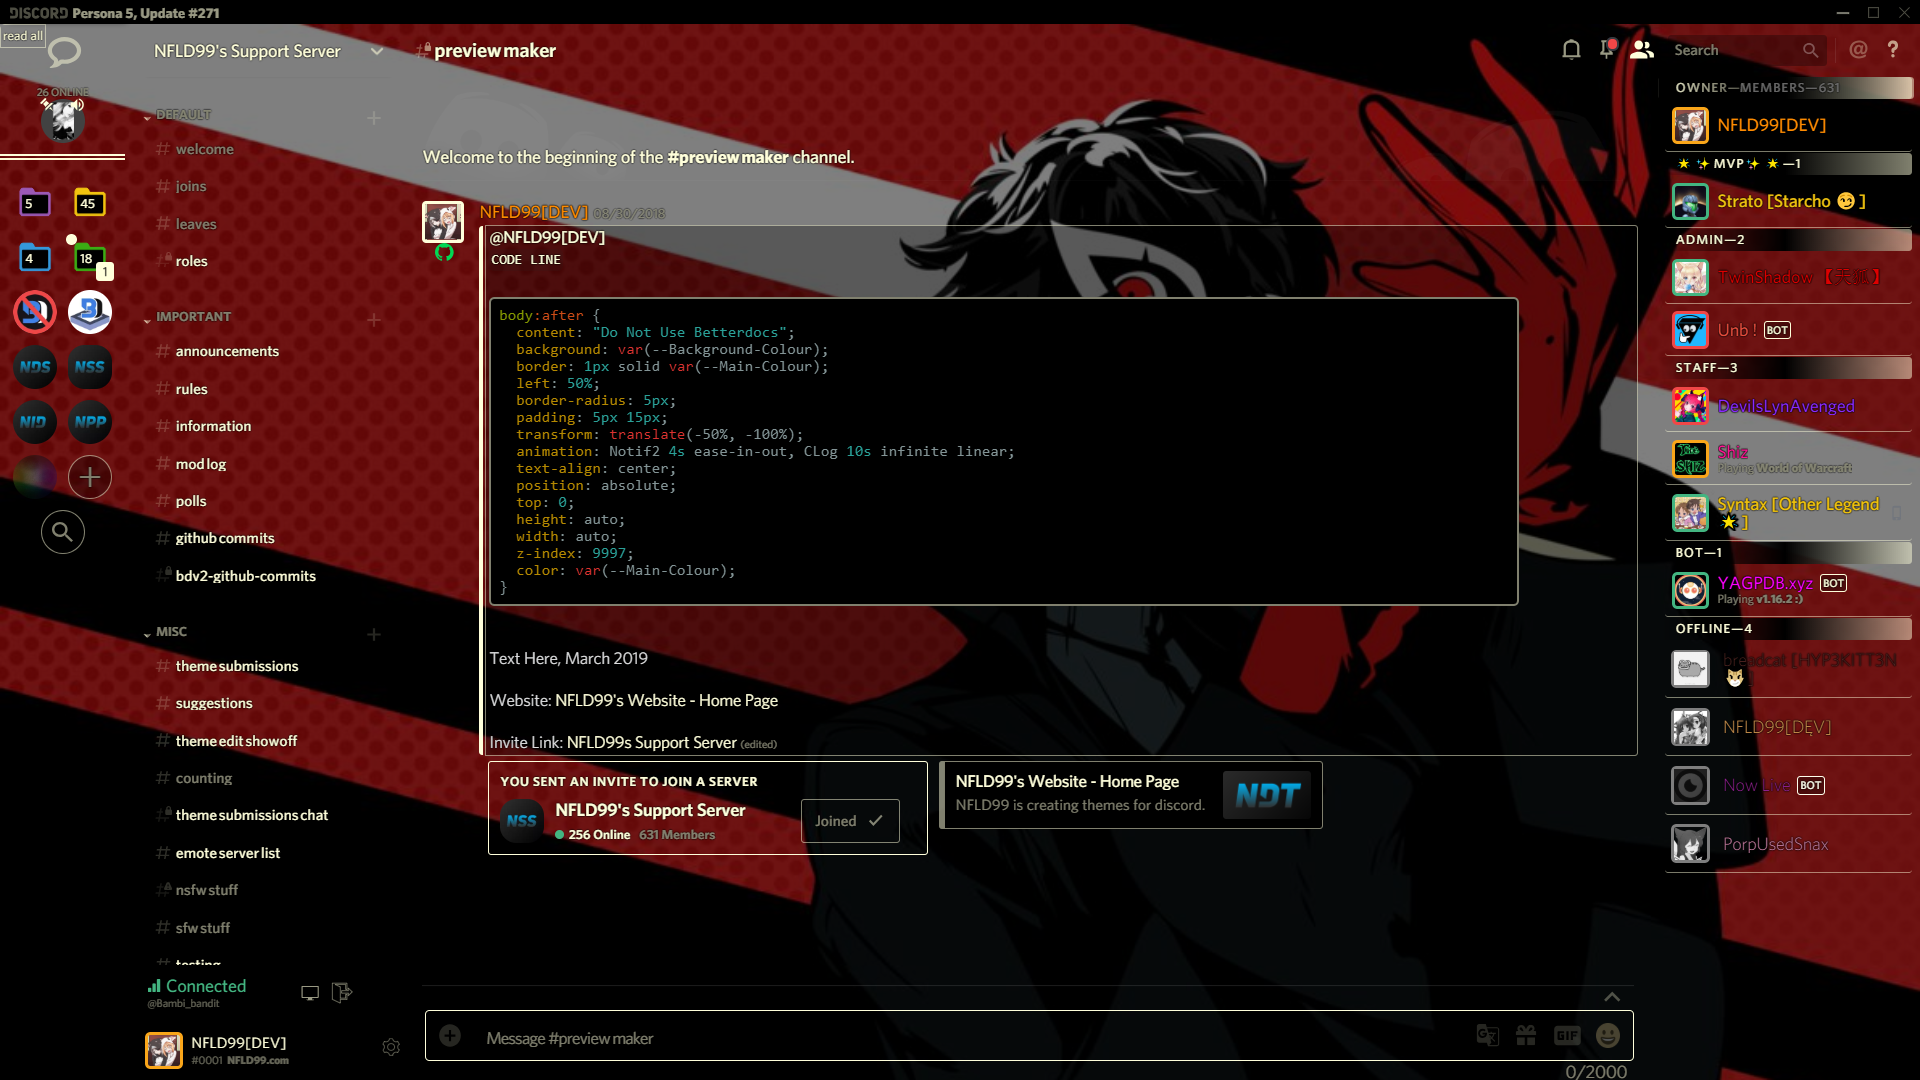 DISCORD Persona 5, Update #271
read all
NFLD99's Support Server
#preview maker
Search
26 ONLINE
5
45
4
18
1
NDS
NSS
NID
NPP
DEFAULT
# welcome
# joins
# leaves
# roles
IMPORTANT
# announcements
# rules
# information
# mod log
# polls
# github commits
# bdv2-github-commits
MISC
# theme submissions
# suggestions
# theme edit showoff
# counting
# theme submissions chat
# emote server list
# nsfw stuff
# sfw stuff
# testing
Connected
@Bambi_bandit
NFLD99[DEV]
#0001 NFLD99.com
Welcome to the beginning of the #preview maker channel.
NFLD99[DEV] 08/30/2018
@NFLD99[DEV]
CODE LINE
body:after {
content: "Do Not Use Betterdocs";
background: var(--Background-Colour);
border: 1px solid var(--Main-Colour);
left: 50%;
border-radius: 5px;
padding: 5px 15px;
transform: translate(-50%, -100%);
animation: Notif2 4s ease-in-out, CLog 10s infinite linear;
text-align: center;
position: absolute;
top: 0;
height: auto;
width: auto;
z-index: 9997;
color: var(--Main-Colour);
}
Text Here, March 2019
Website: NFLD99's Website - Home Page
Invite Link: NFLD99s Support Server (edited)
YOU SENT AN INVITE TO JOIN A SERVER
NSS
NFLD99's Support Server
256 Online 631 Members
Joined
NFLD99's Website - Home Page
NFLD99 is creating themes for discord.
NDT
Message #preview maker
GIF
0/2000
OWNER—MEMBERS—631
NFLD99[DEV]
MVP —1
Strato [Starcho 😏 ]
ADMIN—2
TwinShadow
Unb ! BOT
STAFF—3
DevilsLynAvenged
Shiz
Playing World of Warcraft
Syntax [Other Legend
]
BOT—1
YAGPDB.xyz BOT
Playing v1.16.2 :)
OFFLINE—4
breadcat [HYP3KITT3N
NFLD99[DEV]
Now Live BOT
PorpUsedSnax